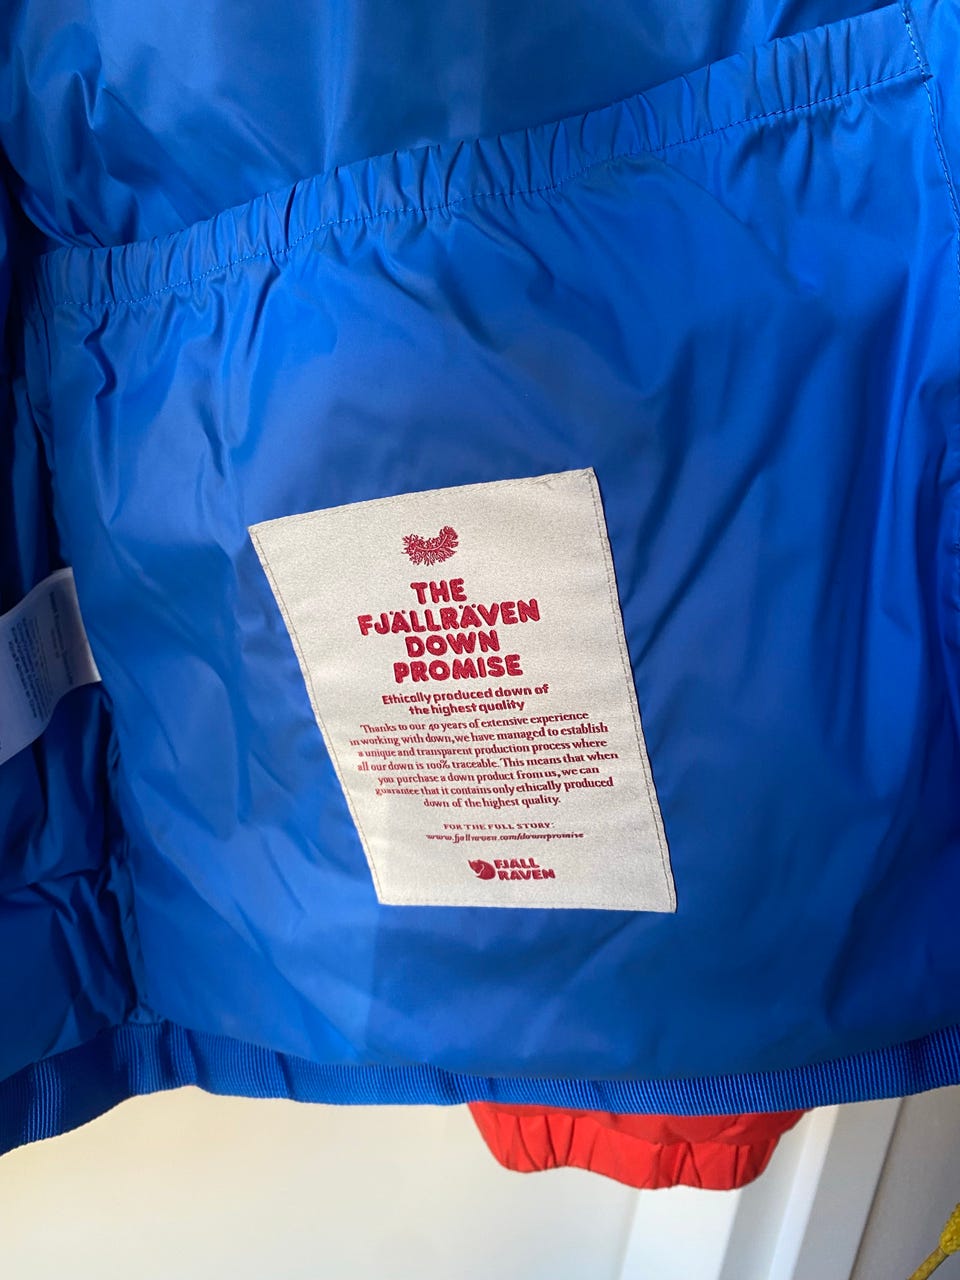 THE
FJÄLLRÄVEN
DOWN
PROMISE
Ethically produced down of
the highest quality
Thanks to our 40 years of extensive experience
in working with down, we have managed to establish
a unique and transparent production process where
all our down is 100% traceable. This means that when
you purchase a down product from us, we can
guarantee that it contains only ethically produced
down of the highest quality.
FOR THE FULL STORY:
www.fjallraven.com/downpromise
FJALL
RAVEN